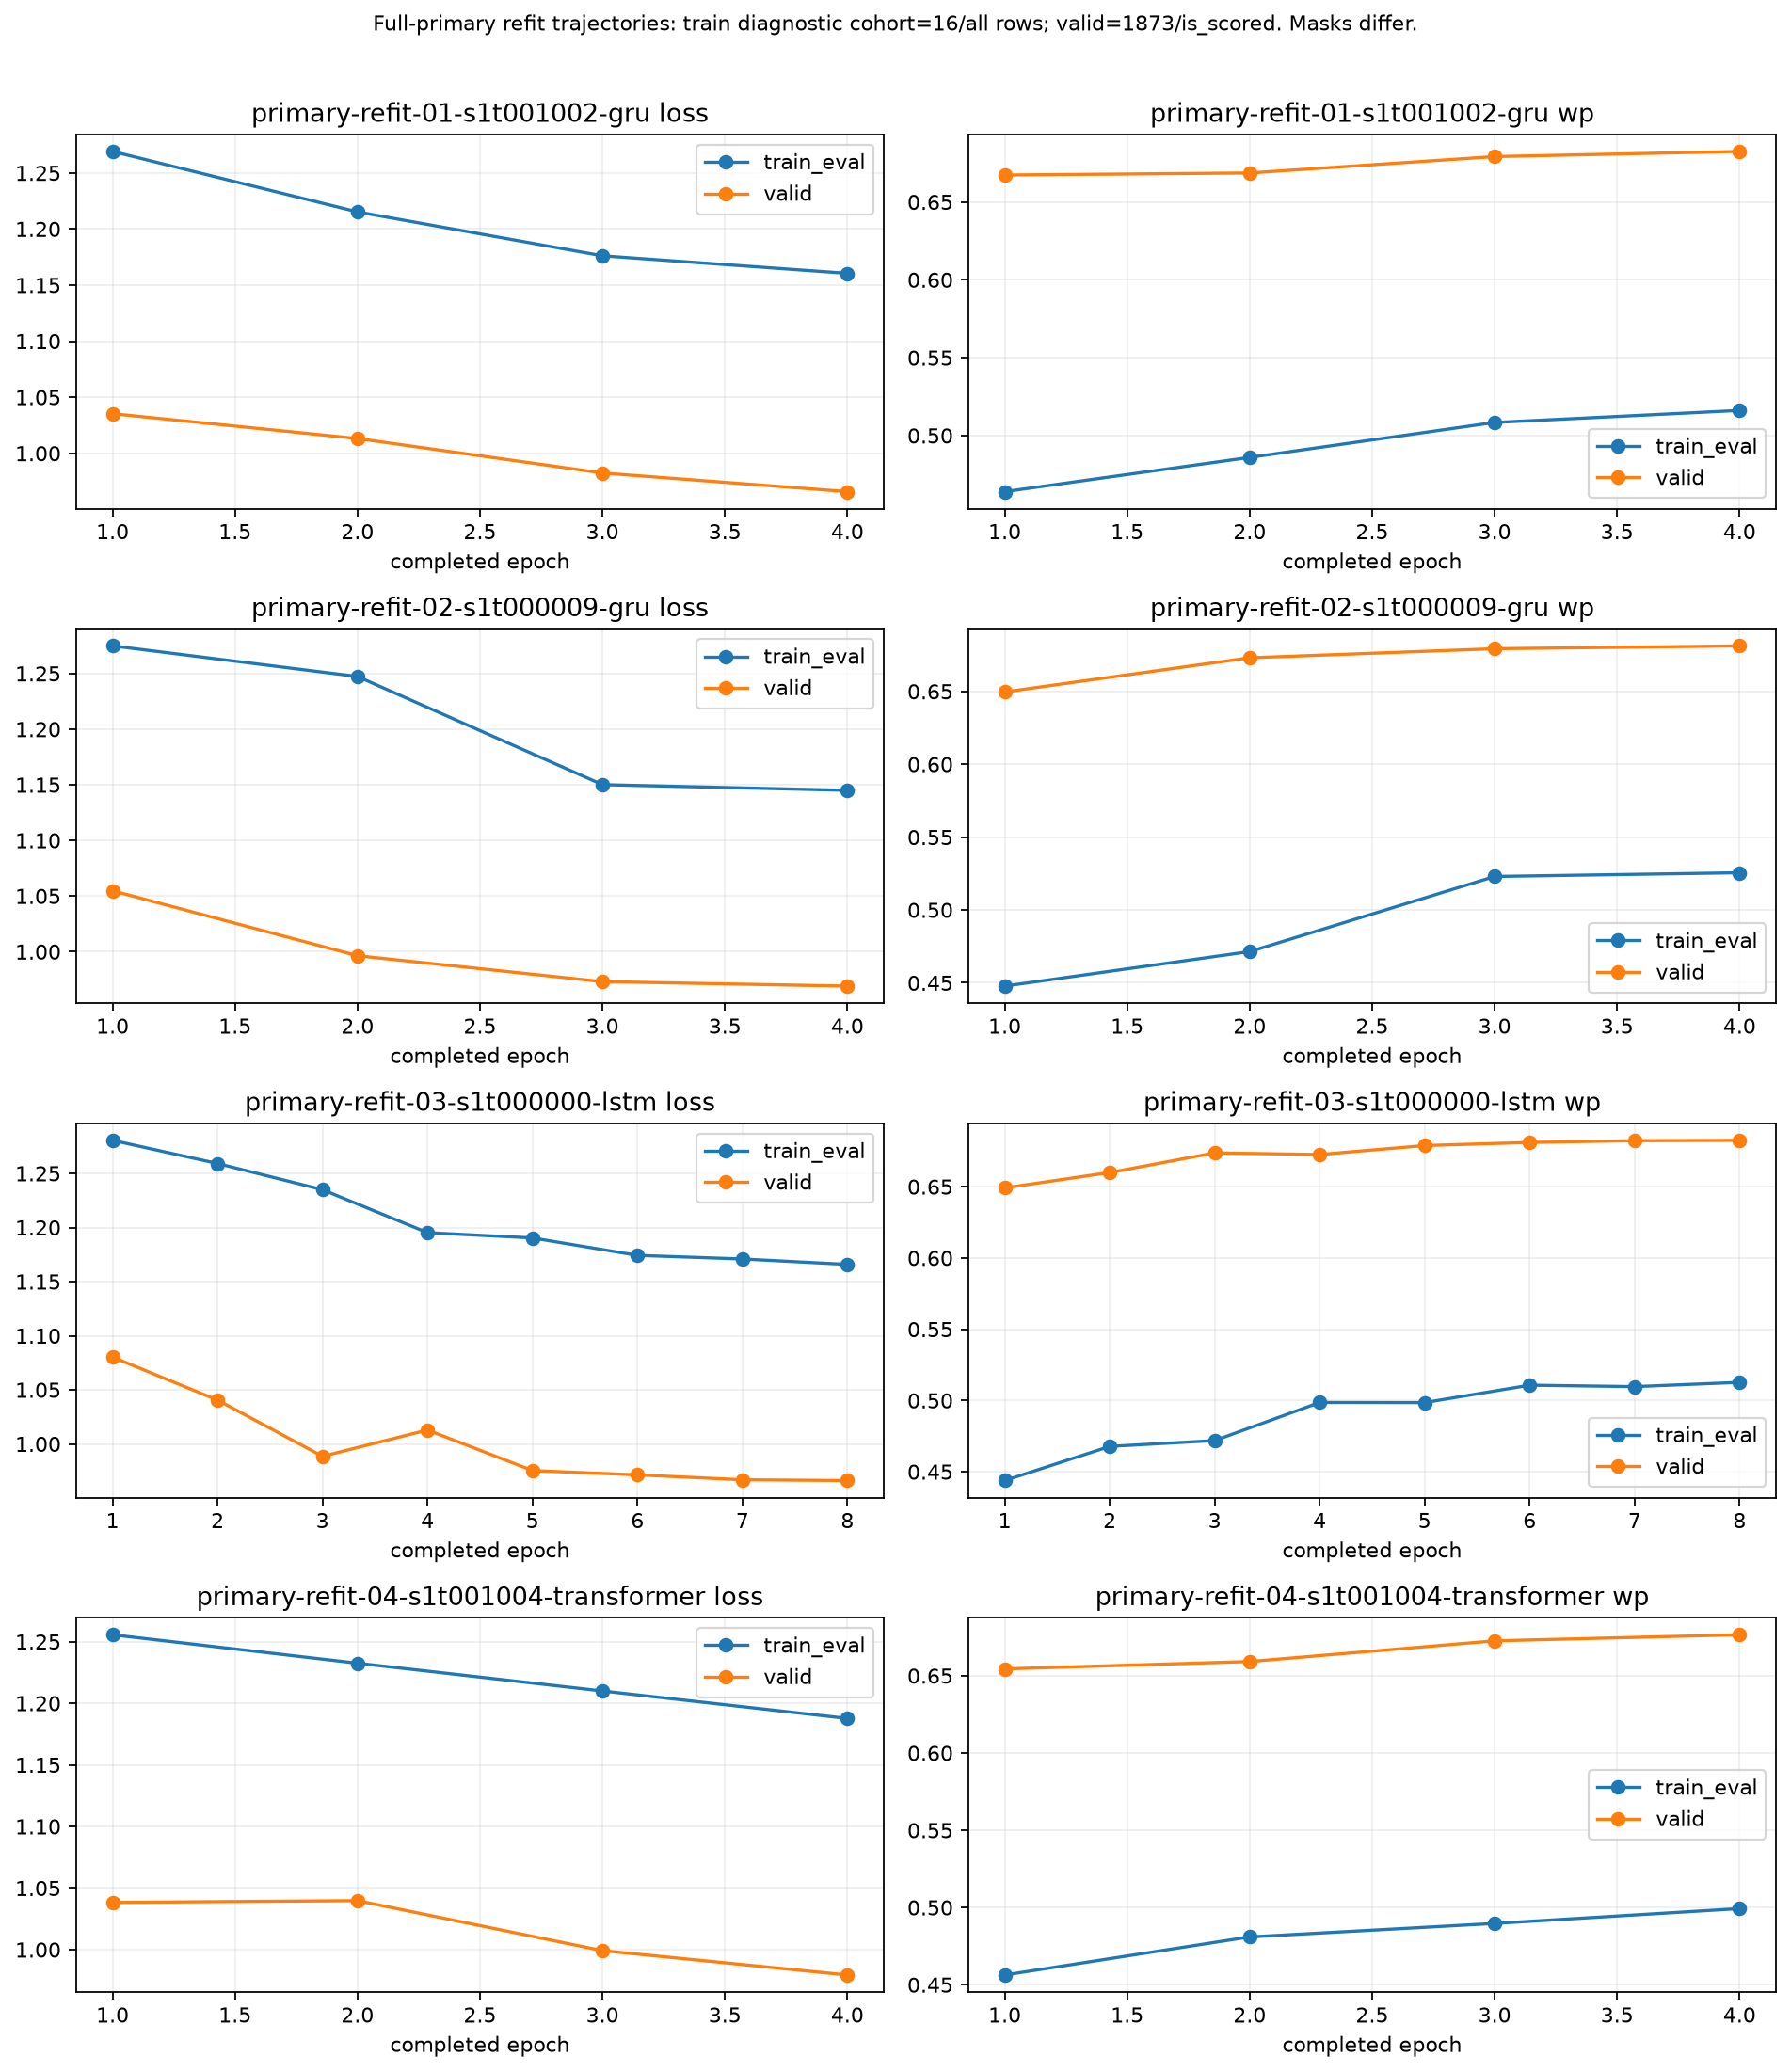 Full-primary refit trajectories: train diagnostic cohort=16/all rows; valid=1873/is_scored. Masks differ.
primary-refit-01-s1t001002-gru loss
1.25
1.20
1.15
1.10
1.05
1.00
train_eval
valid
1.0 1.5 2.0 2.5 3.0 3.5 4.0
completed epoch
primary-refit-01-s1t001002-gru wp
0.65
0.60
0.55
0.50
train_eval
valid
1.0 1.5 2.0 2.5 3.0 3.5 4.0
completed epoch
primary-refit-02-s1t000009-gru loss
1.25
1.20
1.15
1.10
1.05
1.00
train_eval
valid
1.0 1.5 2.0 2.5 3.0 3.5 4.0
completed epoch
primary-refit-02-s1t000009-gru wp
0.65
0.60
0.55
0.50
0.45
train_eval
valid
1.0 1.5 2.0 2.5 3.0 3.5 4.0
completed epoch
primary-refit-03-s1t000000-lstm loss
1.25
1.20
1.15
1.10
1.05
1.00
train_eval
valid
1 2 3 4 5 6 7 8
completed epoch
primary-refit-03-s1t000000-lstm wp
0.65
0.60
0.55
0.50
0.45
train_eval
valid
1 2 3 4 5 6 7 8
completed epoch
primary-refit-04-s1t001004-transformer loss
1.25
1.20
1.15
1.10
1.05
1.00
train_eval
valid
1.0 1.5 2.0 2.5 3.0 3.5 4.0
completed epoch
primary-refit-04-s1t001004-transformer wp
0.65
0.60
0.55
0.50
0.45
train_eval
valid
1.0 1.5 2.0 2.5 3.0 3.5 4.0
completed epoch